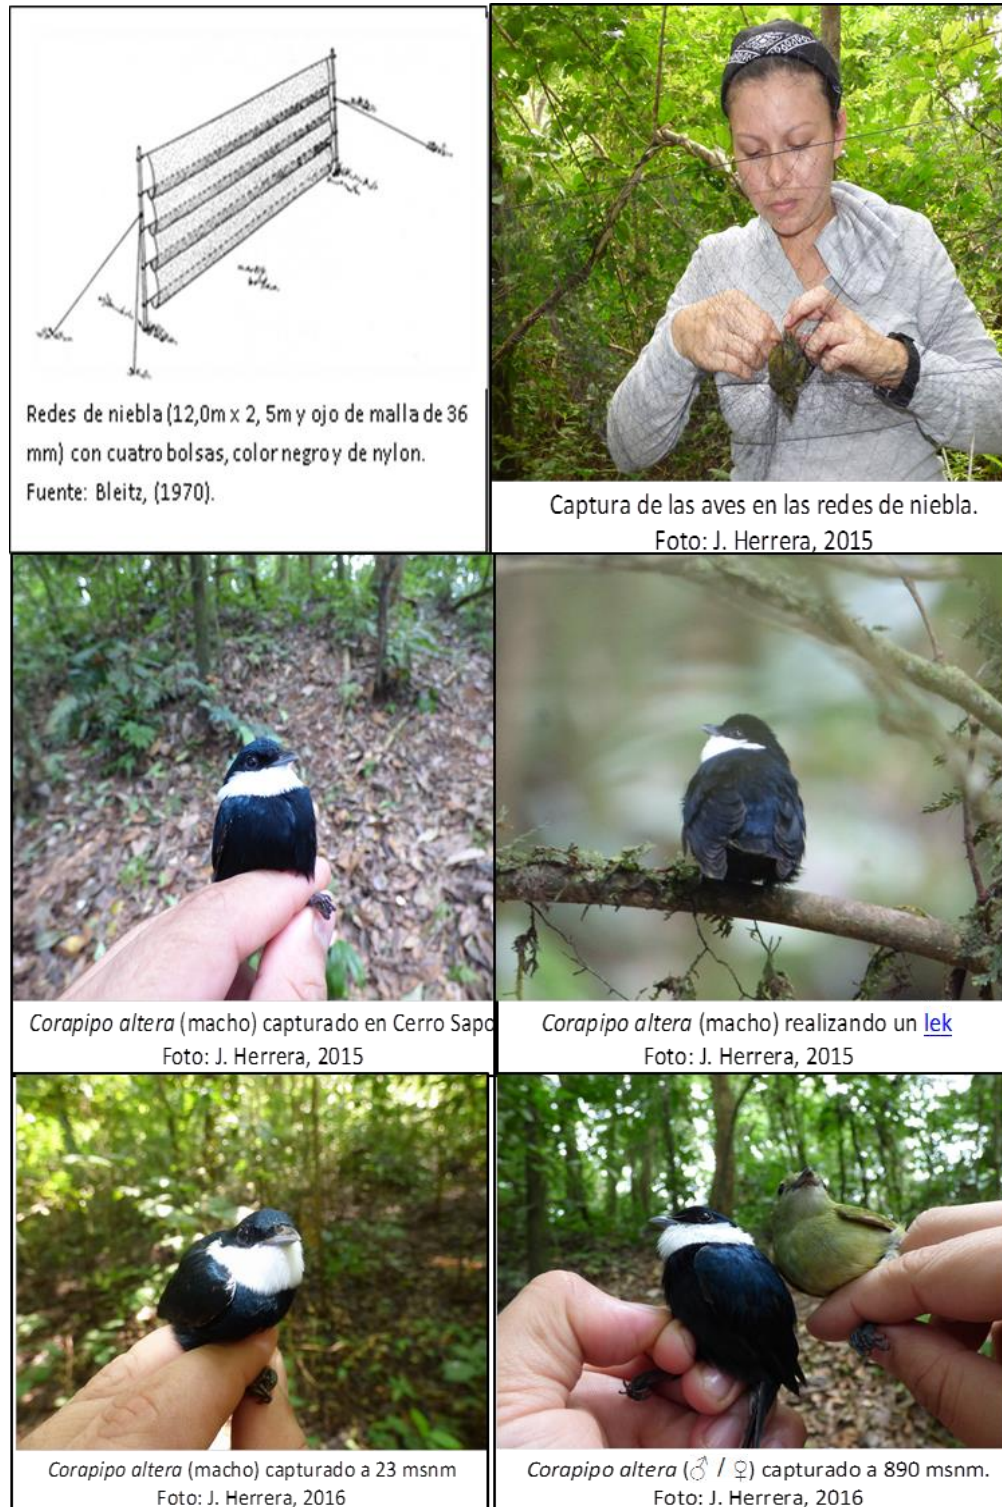 Redes de niebla (12,0m x 2, 5m y ojo de malla de 36
mm) con cuatro bolsas, color negro y de nylon.
Fuente: Bleitz, (1970).
Captura de las aves en las redes de niebla.
Foto: J. Herrera, 2015
Corapipo altera (macho) capturado en Cerro Sapo
Foto: J. Herrera, 2015
Corapipo altera (macho) realizando un lek
Foto: J. Herrera, 2015
Corapipo altera (macho) capturado a 23 msnm
Foto: J. Herrera, 2016
Corapipo altera (♂ / ♀) capturado a 890 msnm.
Foto: J. Herrera, 2016